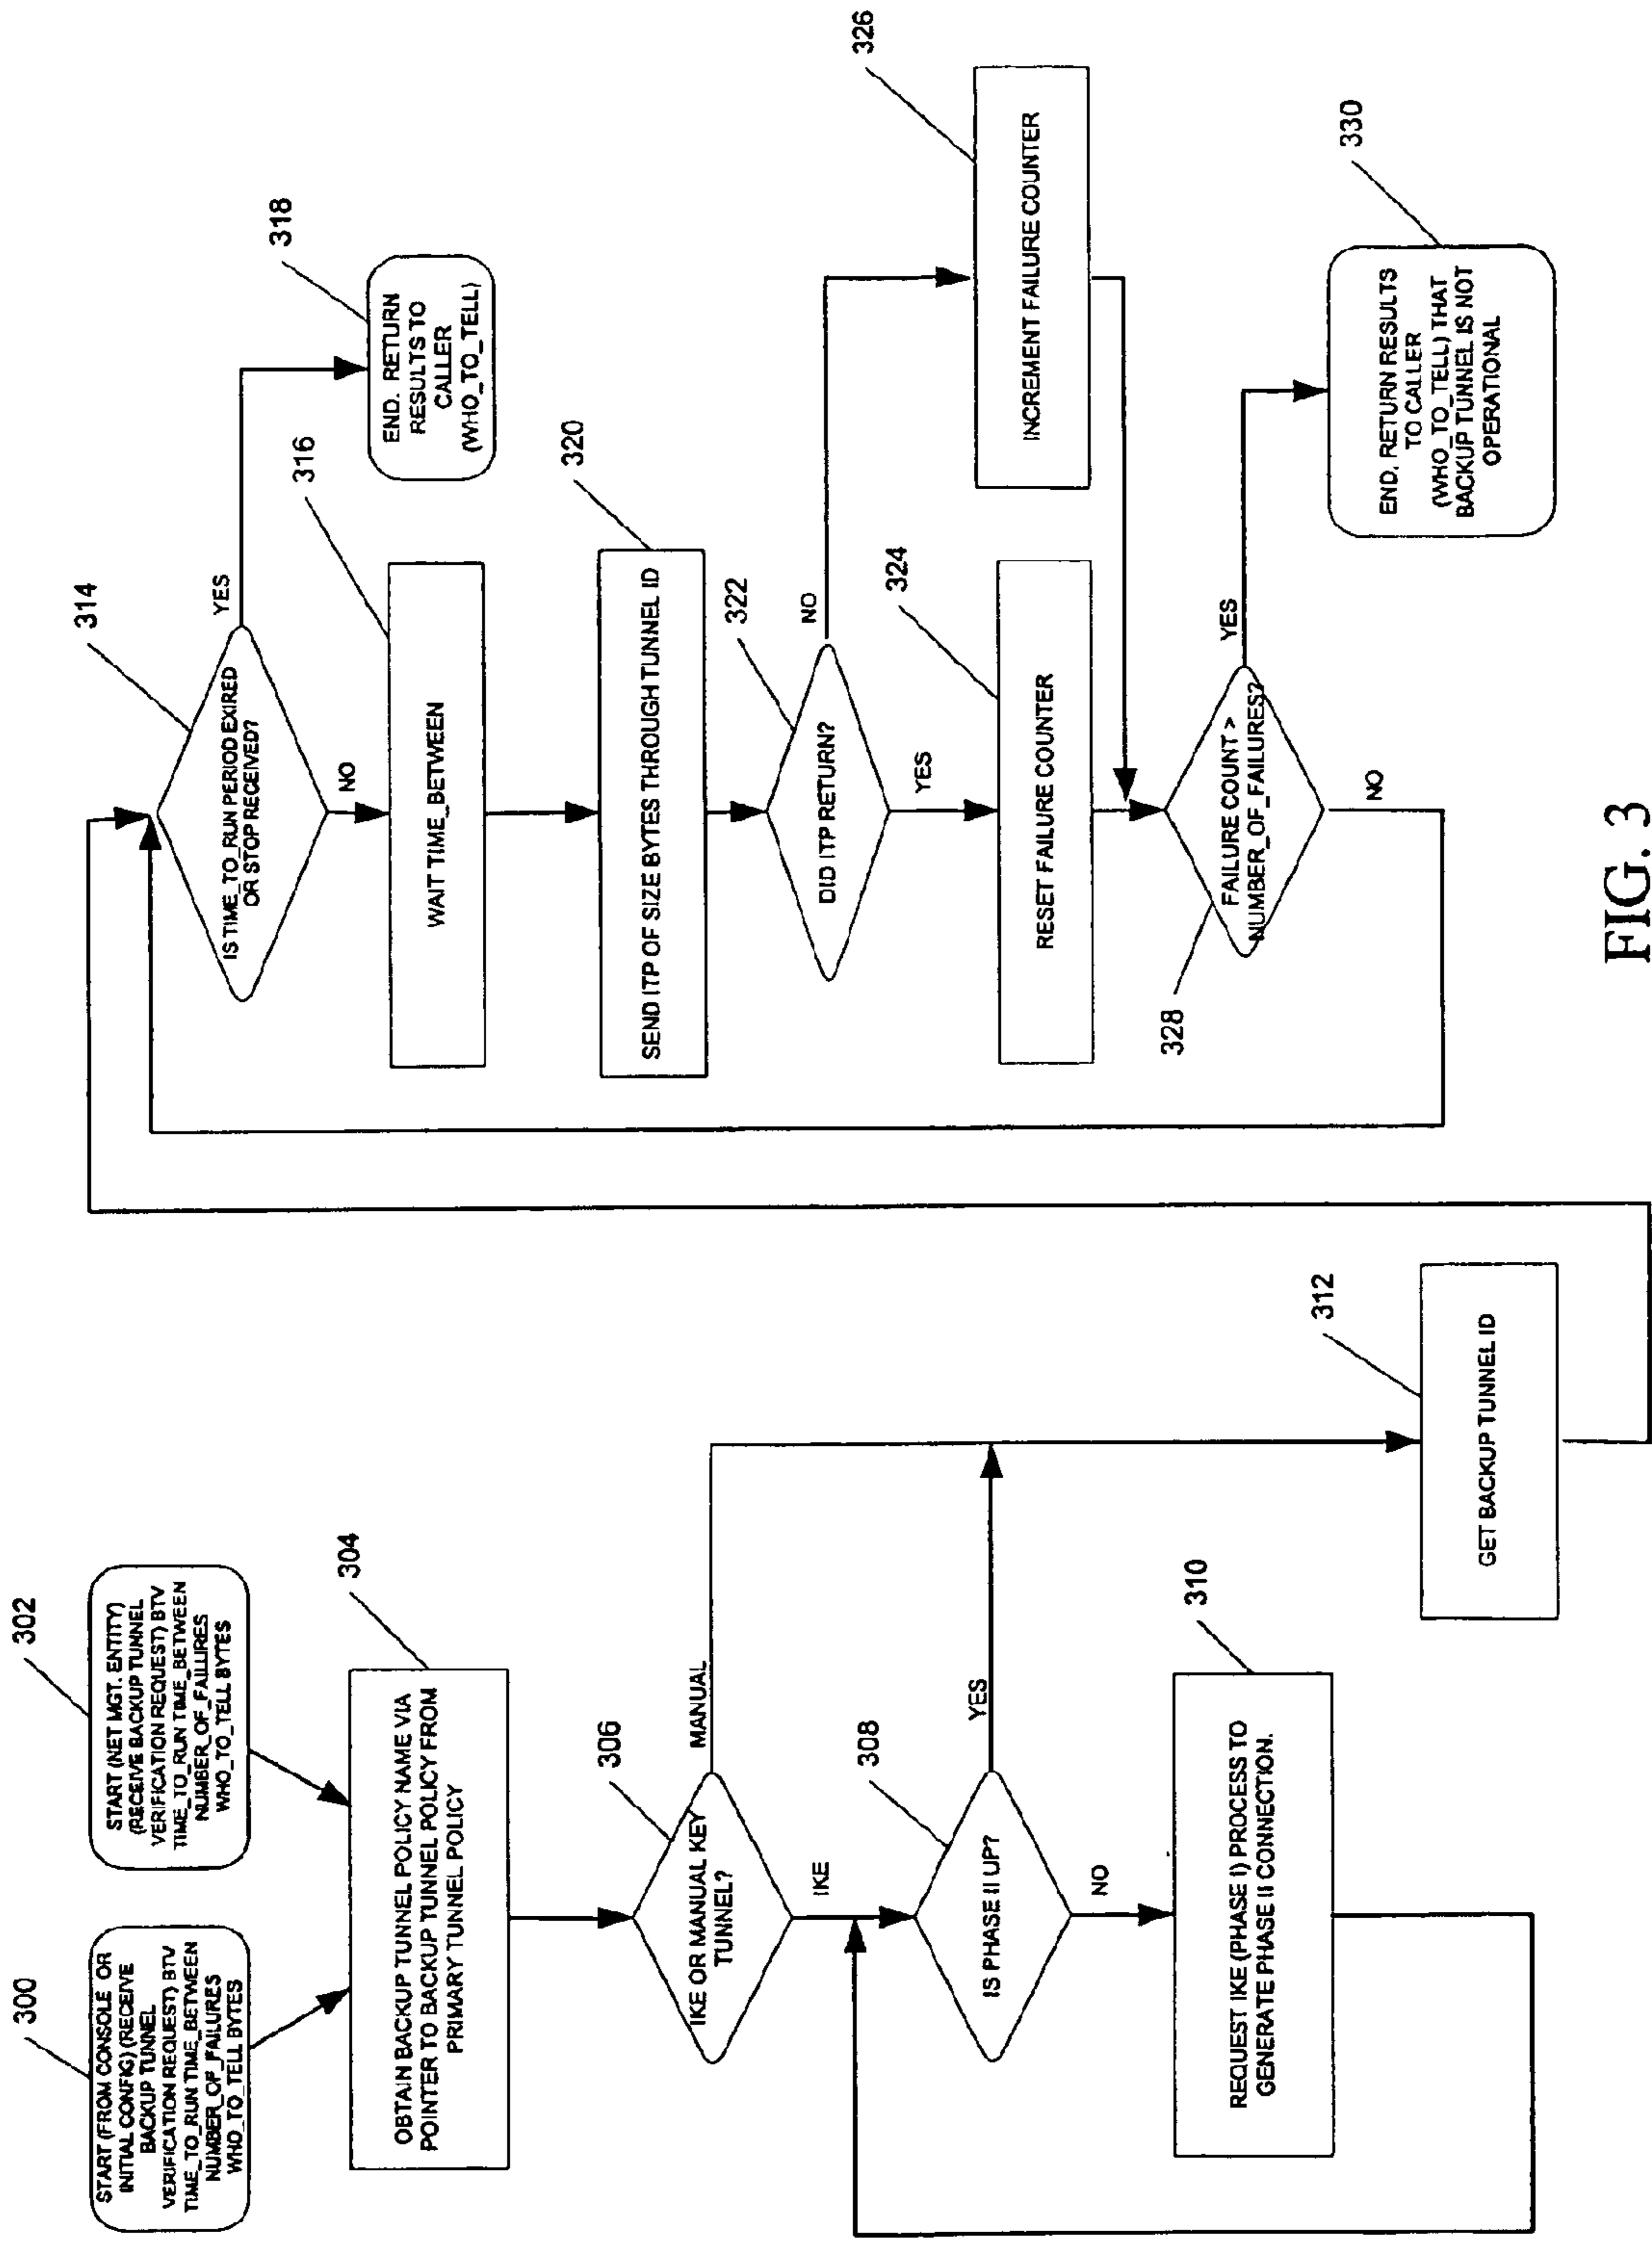 300
START (FROM CONSOLE OR
INITIAL CONFIG) (RECEIVE
BACKUP TUNNEL
VERIFICATION REQUEST) BTV
TIME_TO_RUN TIME_BETWEEN
NUMBER_OF_FAILURES
WHO_TO_TELL BYTES
302
START (NET MGT. ENTITY)
(RECEIVE BACKUP TUNNEL
VERIFICATION REQUEST) BTV
TIME_TO_RUN TIME_BETWEEN
NUMBER_OF_FAILURES
WHO_TO_TELL BYTES
304
OBTAIN BACKUP TUNNEL POLICY NAME VIA
POINTER TO BACKUP TUNNEL POLICY FROM
PRIMARY TUNNEL POLICY
306
IKE OR MANUAL KEY
TUNNEL?
MANUAL
IKE
308
IS PHASE II UP?
YES
NO
310
REQUEST IKE (PHASE I) PROCESS TO
GENERATE PHASE II CONNECTION.
312
GET BACKUP TUNNEL ID
314
IS TIME_TO_RUN PERIOD EXIRED
OR STOP RECEIVED?
YES
NO
316
WAIT TIME_BETWEEN
318
END. RETURN
RESULTS TO
CALLER
(WHO_TO_TELL)
320
SEND ITP OF SIZE BYTES THROUGH TUNNEL ID
322
DID ITP RETURN?
NO
YES
324
RESET FAILURE COUNTER
326
INCREMENT FAILURE COUNTER
328
FAILURE COUNT >
NUMBER_OF_FAILURES?
YES
NO
330
END. RETURN RESULTS
TO CALLER
(WHO_TO_TELL) THAT
BACKUP TUNNEL IS NOT
OPERATIONAL
FIG. 3